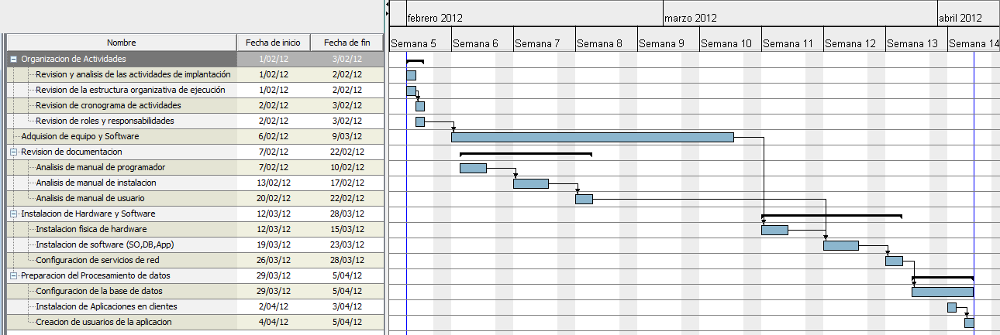 febrero 2012 marzo 2012 abril 2012
Nombre Fecha de inicio Fecha de fin Semana 5 Semana 6 Semana 7 Semana 8 Semana 9 Semana 10 Semana 11 Semana 12 Semana 13 Semana 14
Organizacion de Actividades 1/02/12 3/02/12
Revision y analisis de las actividades de implantación 1/02/12 2/02/12
Revision de la estructura organizativa de ejecución 1/02/12 2/02/12
Revision de cronograma de actividades 2/02/12 3/02/12
Revision de roles y responsabilidades 2/02/12 3/02/12
Adquision de equipo y Software 6/02/12 9/03/12
Revision de documentacion 7/02/12 22/02/12
Analisis de manual de programador 7/02/12 10/02/12
Analisis de manual de instalacion 13/02/12 17/02/12
Analisis de manual de usuario 20/02/12 22/02/12
Instalacion de Hardware y Software 12/03/12 28/03/12
Instalacion fisica de hardware 12/03/12 15/03/12
Instalacion de software (SO,DB,App) 19/03/12 23/03/12
Configuracion de servicios de red 26/03/12 28/03/12
Preparacion del Procesamiento de datos 29/03/12 5/04/12
Configuracion de la base de datos 29/03/12 5/04/12
Instalacion de Aplicaciones en clientes 2/04/12 3/04/12
Creacion de usuarios de la aplicacion 4/04/12 5/04/12